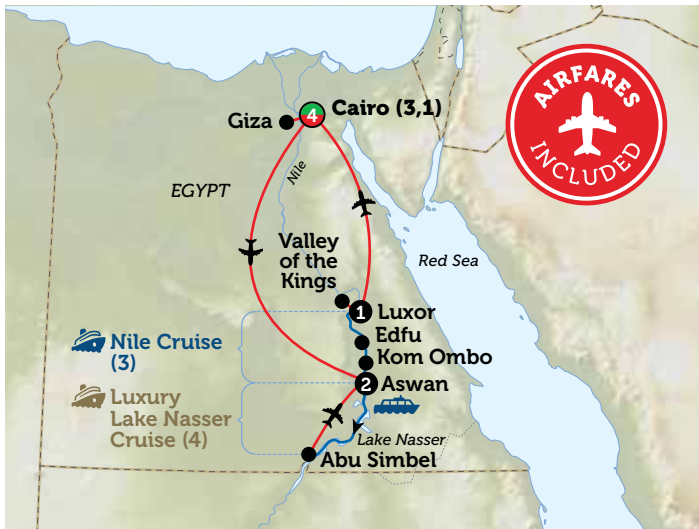 AIRFARES
INCLUDED
4
Cairo (3,1)
Giza
Nile
EGYPT
Valley
of the
Kings
Red Sea
1
Luxor
Edfu
Kom Ombo
Nile Cruise
(3)
2
Aswan
Luxury
Lake Nasser
Cruise (4)
Lake Nasser
Abu Simbel